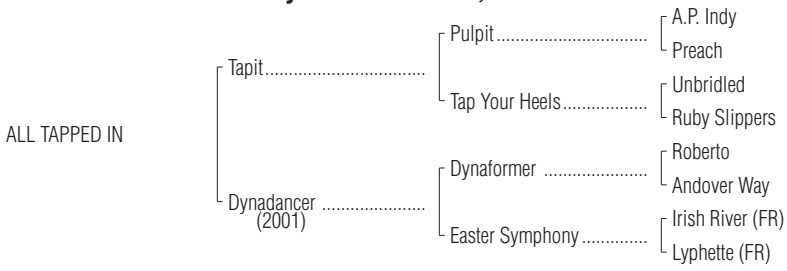 Pulpit
A.P. Indy
Preach
Tapit
Tap Your Heels
Unbridled
Ruby Slippers
ALL TAPPED IN
Dynadancer
(2001)
Dynaformer
Roberto
Andover Way
Easter Symphony
Irish River (FR)
Lyphette (FR)